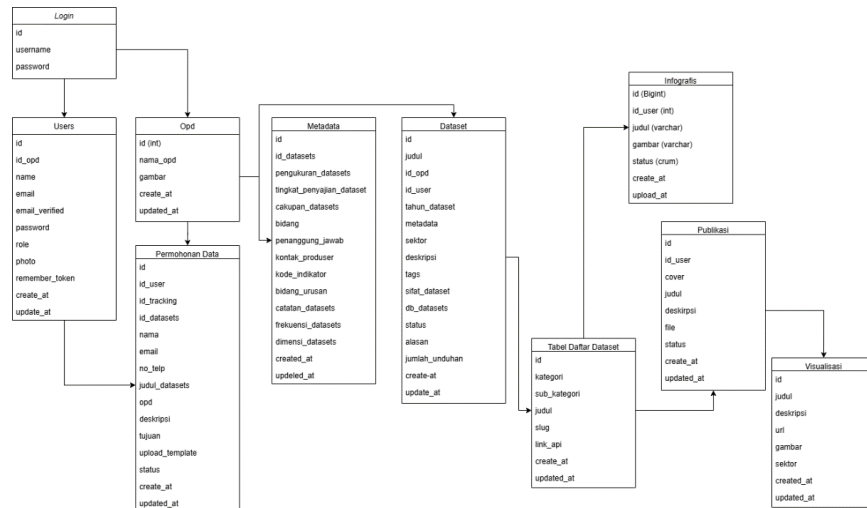 Login
id
username
password
Users
id
id_opd
name
email
email_verified
password
role
photo
remember_token
create_at
update_at
Opd
id (int)
nama_opd
gambar
create_at
updated_at
Permohonan Data
id
id_user
id_tracking
id_datasets
nama
email
no_telp
judul_datasets
opd
deskripsi
tujuan
upload_template
status
create_at
updated_at
Metadata
id
id_datasets
pengukuran_datasets
tingkat_penyajian_dataset
cakupan_datasets
bidang
penanggung_jawab
kontak_produser
kode_indikator
bidang_urusan
catatan_datasets
frekuensi_datasets
dimensi_datasets
created_at
updeled_at
Dataset
id
judul
id_opd
id_user
tahun_dataset
metadata
sektor
deskripsi
tags
sifat_dataset
db_datasets
status
alasan
jumlah_unduhan
create-at
update_at
Tabel Daftar Dataset
id
kategori
sub_kategori
judul
slug
link_api
create_at
updated_at
Infografis
id (Bigint)
id_user (int)
judul (varchar)
gambar (varchar)
status (crum)
create_at
upload_at
Publikasi
id
id_user
cover
judul
deskirpsi
file
status
create_at
updated_at
Visualisasi
id
judul
deskripsi
url
gambar
sektor
created_at
updated_at